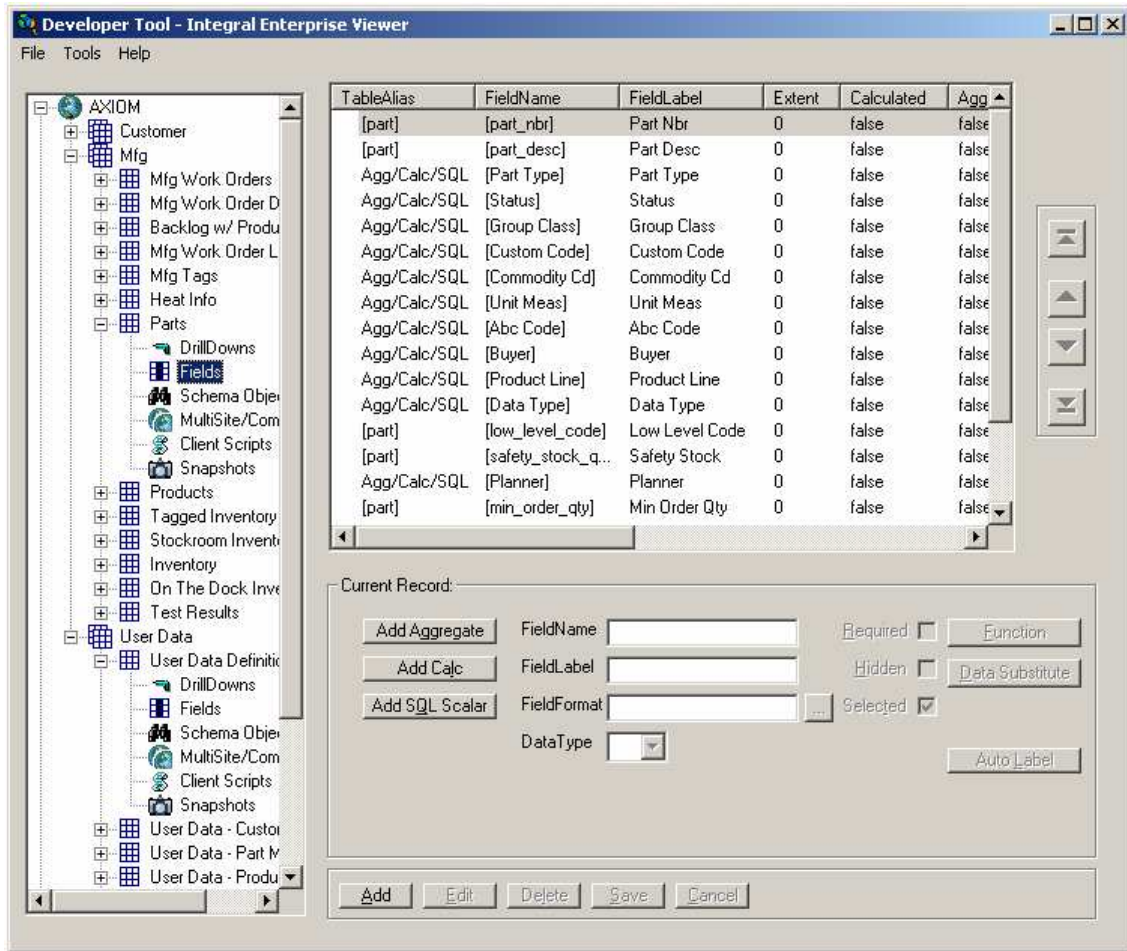 Developer Tool - Integral Enterprise Viewer
File Tools Help
AXIOM
Customer
Mfg
Mfg Work Orders
Mfg Work Order D
Backlog w/ Produ
Mfg Work Order L
Mfg Tags
Heat Info
Parts
DrillDowns
Fields
Schema Obje
MultiSite/Com
Client Scripts
Snapshots
Products
Tagged Inventory
Stockroom Invent
Inventory
On The Dock Inve
Test Results
User Data
User Data Definitio
DrillDowns
Fields
Schema Obje
MultiSite/Com
Client Scripts
Snapshots
User Data - Custo
User Data - Part M
User Data - Produ
TableAlias FieldName FieldLabel Extent Calculated Agg
[part] [part_nbr] Part Nbr 0 false false
[part] [part_desc] Part Desc 0 false false
Agg/Calc/SQL [Part Type] Part Type 0 false false
Agg/Calc/SQL [Status] Status 0 false false
Agg/Calc/SQL [Group Class] Group Class 0 false false
Agg/Calc/SQL [Custom Code] Custom Code 0 false false
Agg/Calc/SQL [Commodity Cd] Commodity Cd 0 false false
Agg/Calc/SQL [Unit Meas] Unit Meas 0 false false
Agg/Calc/SQL [Abc Code] Abc Code 0 false false
Agg/Calc/SQL [Buyer] Buyer 0 false false
Agg/Calc/SQL [Product Line] Product Line 0 false false
Agg/Calc/SQL [Data Type] Data Type 0 false false
[part] [low_level_code] Low Level Code 0 false false
[part] [safety_stock_q... Safety Stock 0 false false
Agg/Calc/SQL [Planner] Planner 0 false false
[part] [min_order_qty] Min Order Qty 0 false false
Current Record:
Add Aggregate FieldName Required Function
Add Calc FieldLabel Hidden Data Substitute
Add SQL Scalar FieldFormat ... Selected
DataType
Auto Label
Add Edit Delete Save Cancel